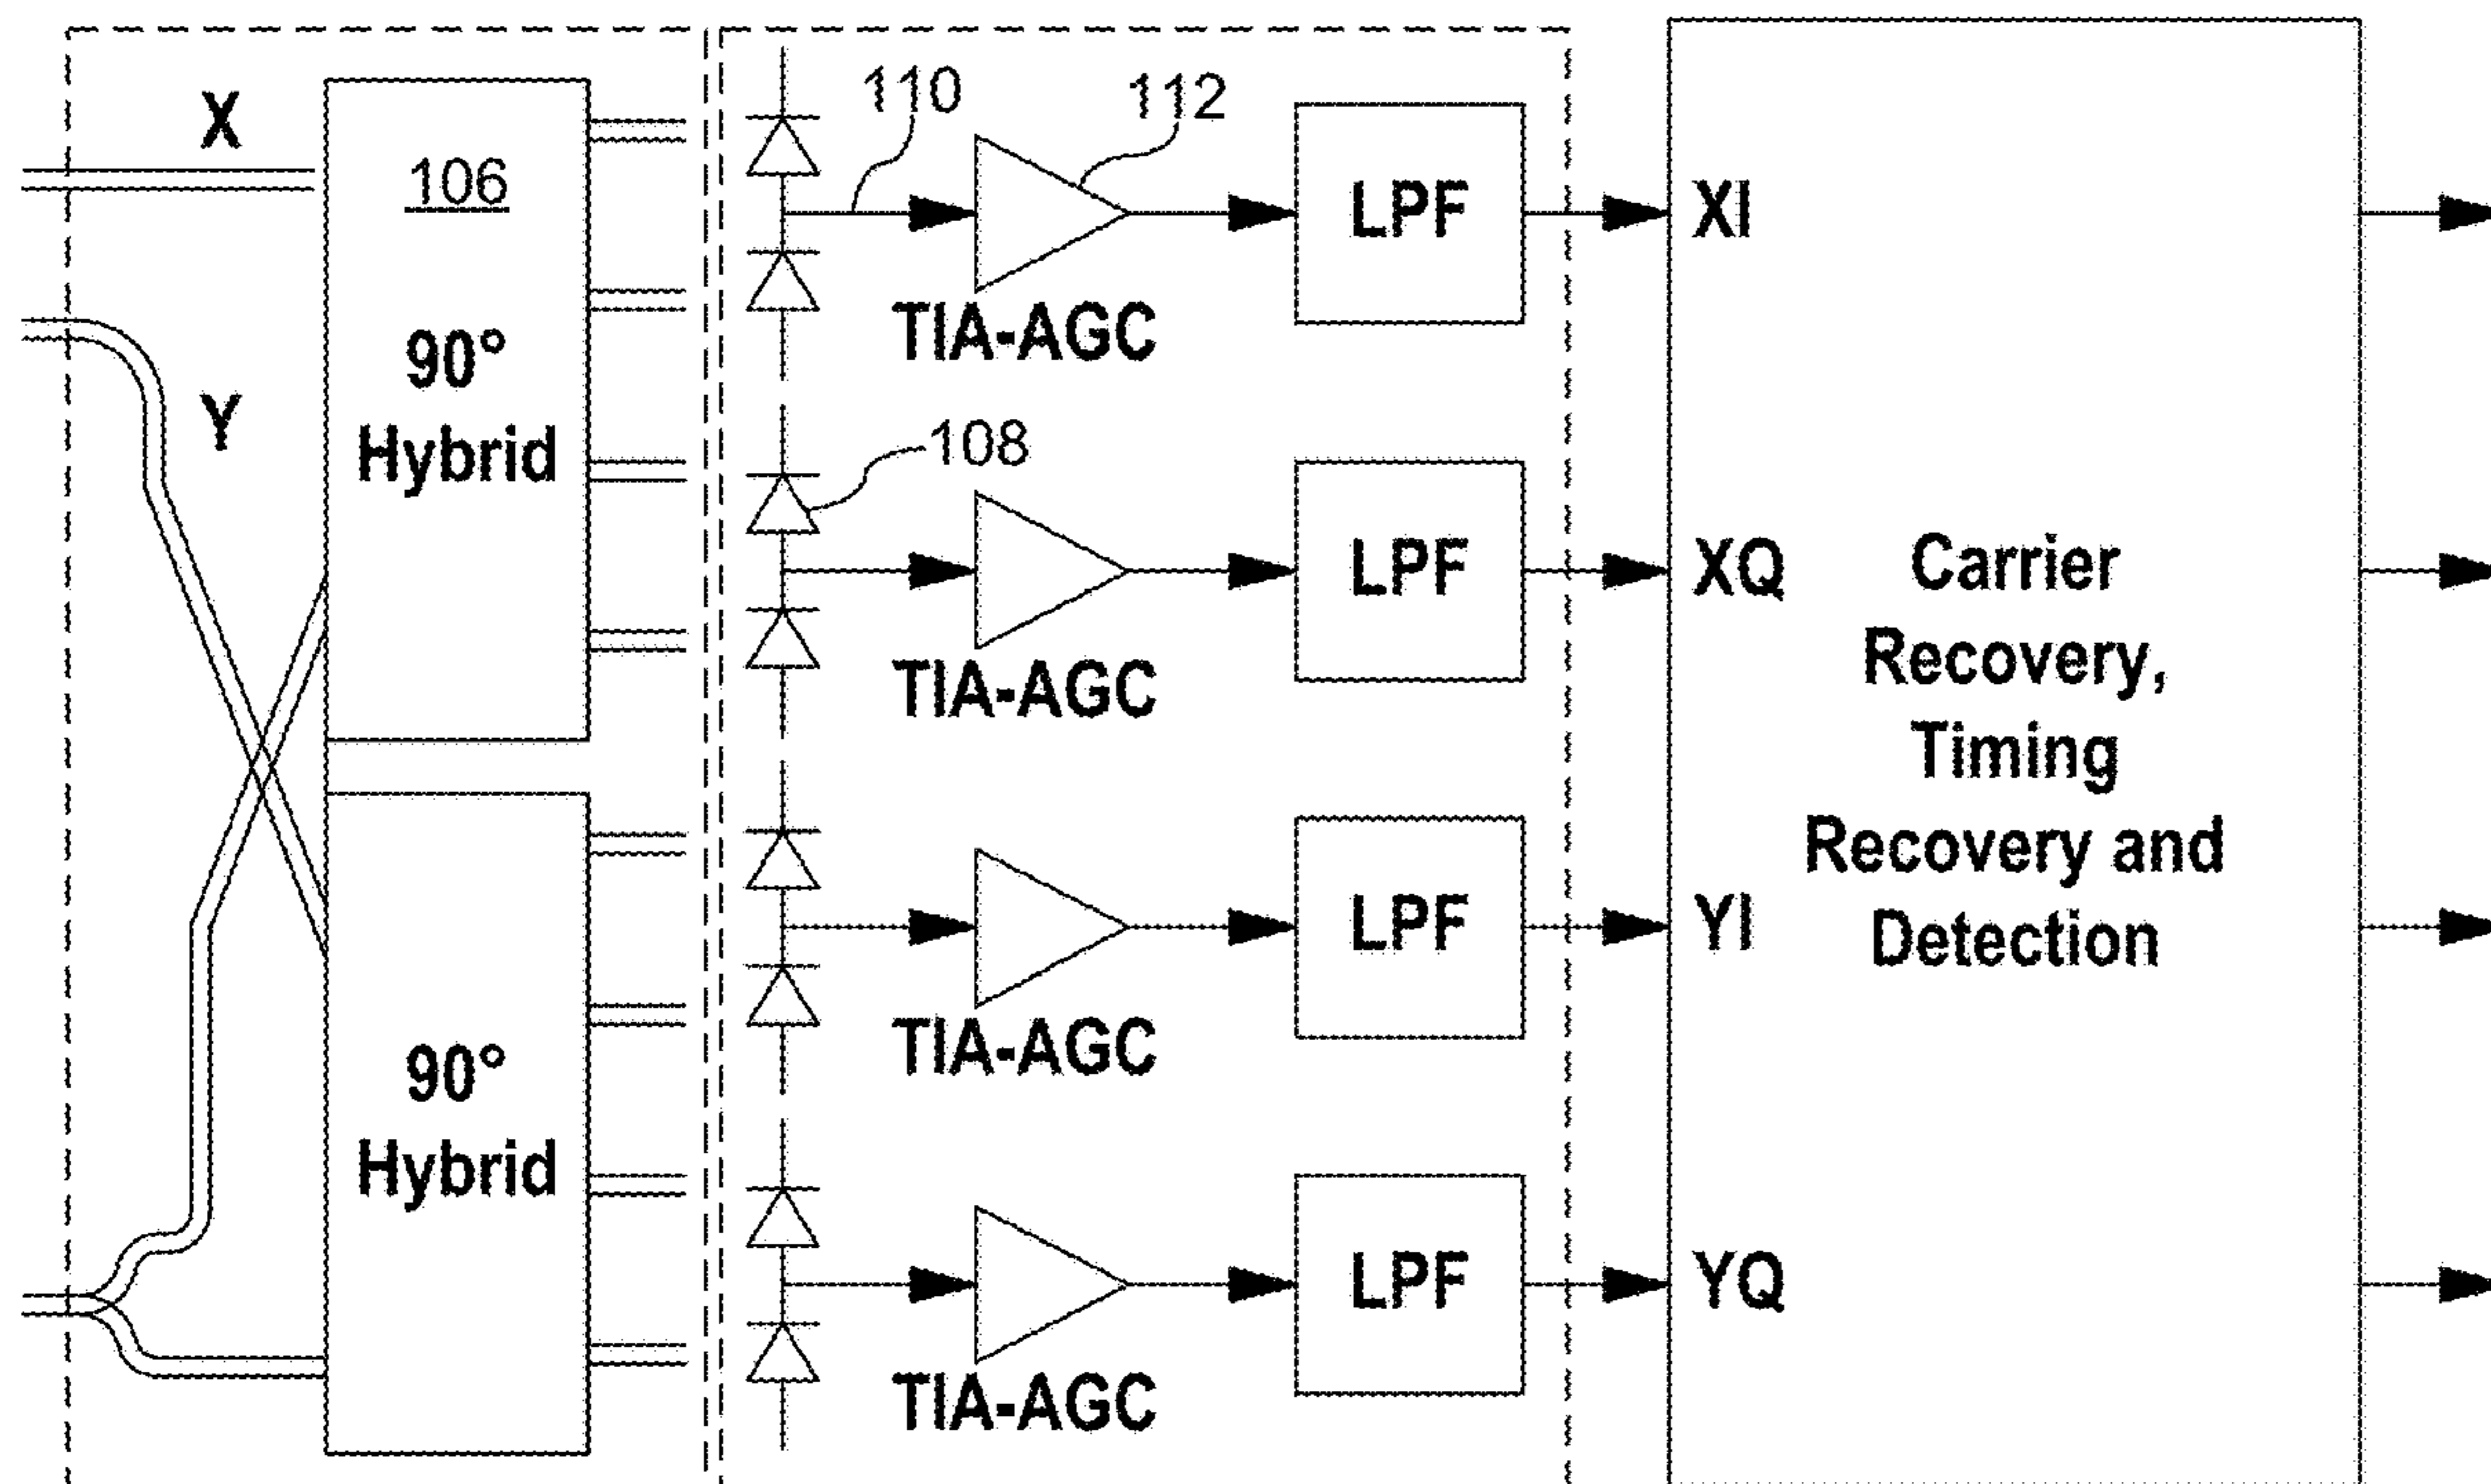 X
106
90°
Hybrid
Y
90°
Hybrid
110
112
LPF
TIA-AGC
XI
108
LPF
TIA-AGC
XQ
LPF
TIA-AGC
YI
LPF
TIA-AGC
YQ
Carrier
Recovery,
Timing
Recovery and
Detection